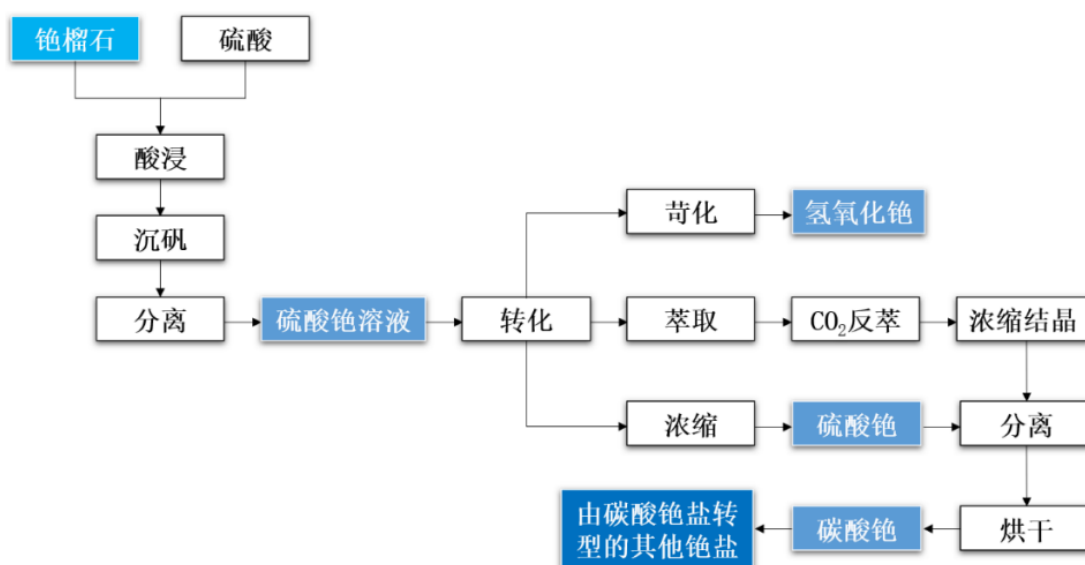 铯榴石
硫酸
酸浸
沉矾
分离
硫酸铯溶液
转化
苛化
氢氧化铯
萃取
CO₂反萃
浓缩结晶
浓缩
硫酸铯
分离
烘干
碳酸铯
由碳酸铯盐转
型的其他铯盐